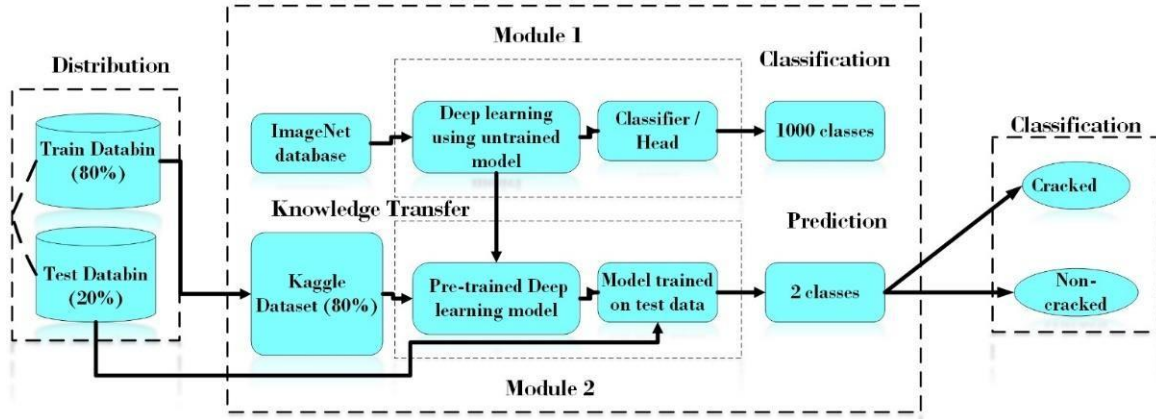 Module 1
Distribution
Classification
Train Databin
(80%)
Test Databin
(20%)
ImageNet
database
Deep learning
using untrained
model
Classifier /
Head
1000 classes
Knowledge Transfer
Prediction
Kaggle
Dataset (80%)
Pre-trained Deep
learning model
Model trained
on test data
2 classes
Module 2
Classification
Cracked
Non-
cracked